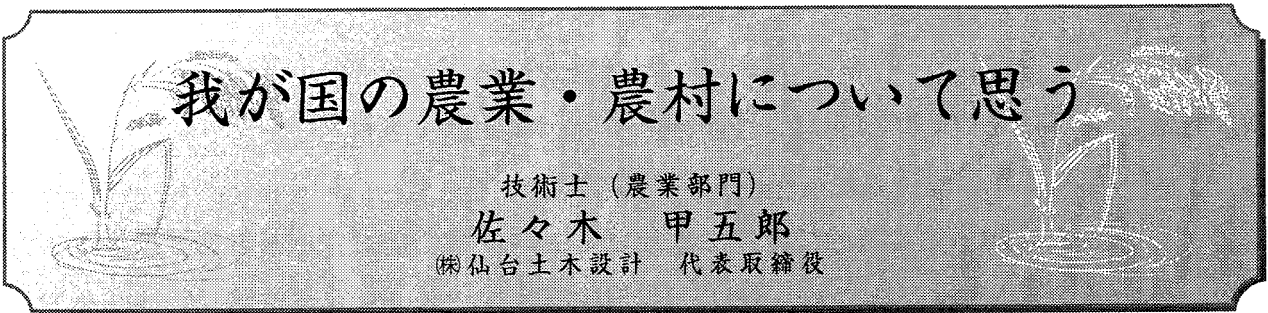 我が国の農業・農村について思う
技術士（農業部門）
佐々木　甲五郎
㈱仙台土木設計　代表取締役